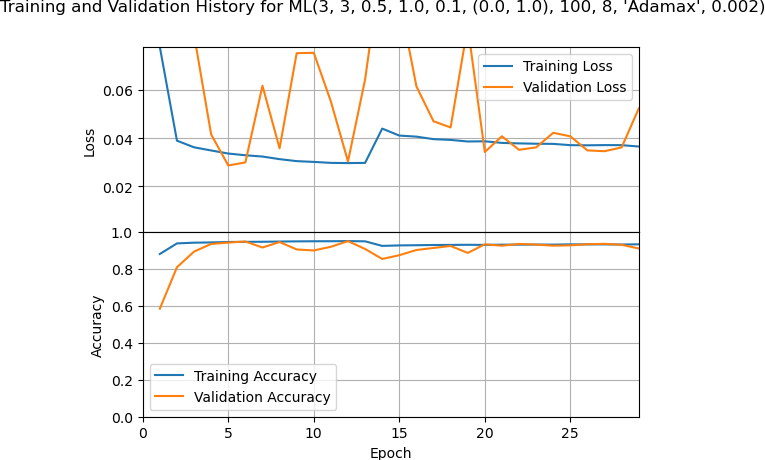 Training and Validation History for ML(3, 3, 0.5, 1.0, 0.1, (0.0, 1.0), 100, 8, 'Adamax', 0.002)
Training Loss
Validation Loss
0.06
0.04
0.02
Loss
1.0
0.8
0.6
0.4
0.2
0.0
Accuracy
Training Accuracy
Validation Accuracy
0
5
10
15
20
25
Epoch